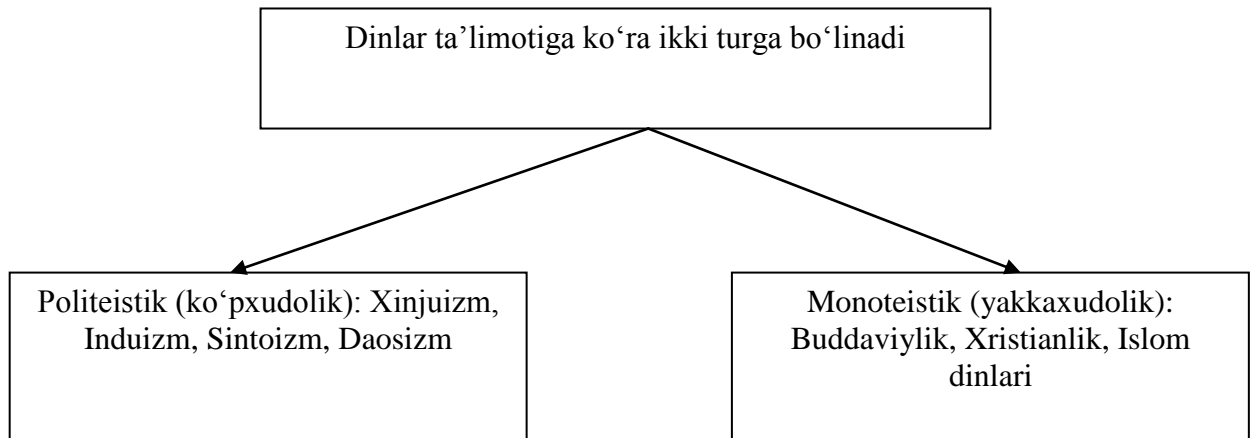 Dinlar ta’limotiga ko‘ra ikki turga bo‘linadi
Politeistik (ko‘pxudolik): Xinjuizm,
Induizm, Sintoizm, Daosizm
Monoteistik (yakkaxudolik):
Buddaviylik, Xristianlik, Islom
dinlari